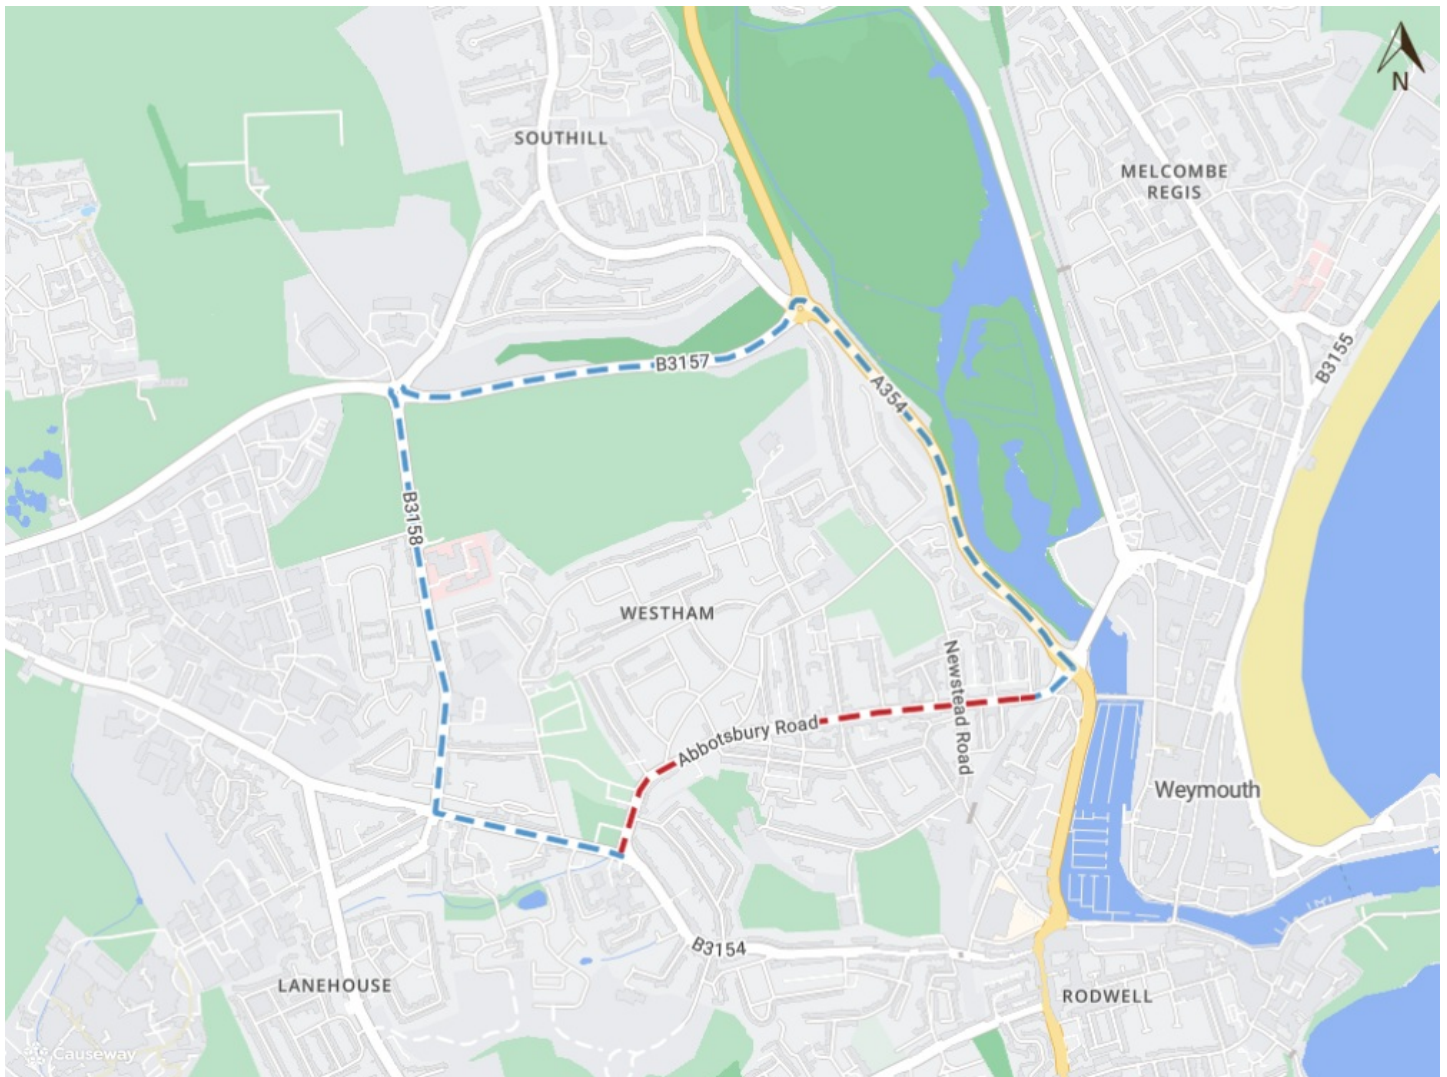 N
SOUTHILL
MELCOMBE
REGIS
B3155
B3157
A354
B3158
WESTHAM
Newstead Road
Abbotsbury Road
Weymouth
B3154
LANEHOUSE
RODWELL
Causeway